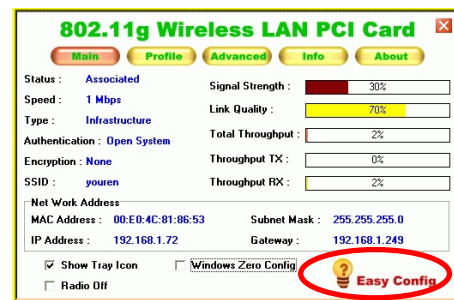 802.11g Wireless LAN PCI Card
Main Profile Advanced Info About
Status : Associated
Speed : 1 Mbps
Type : Infrastructure
Authentication : Open System
Encryption : None
SSID : youren
Signal Strength : 30%
Link Quality : 70%
Total Throughput : 2%
Throughput TX : 0%
Throughput RX : 2%
Net Work Address
MAC Address : 00:E0:4C:81:86:53 Subnet Mask : 255.255.255.0
IP Address : 192.168.1.72 Gateway : 192.168.1.249
Show Tray Icon Windows Zero Config
Radio Off
Easy Config